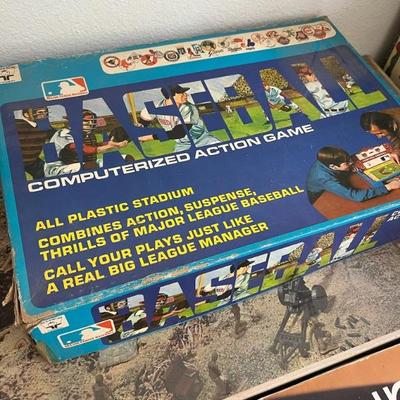 BASEBALL
COMPUTERIZED ACTION GAME
ALL PLASTIC STADIUM
COMBINES ACTION, SUSPENSE,
THRILLS OF MAJOR LEAGUE BASEBALL
CALL YOUR PLAYS JUST LIKE
A REAL BIG LEAGUE MANAGER
BASEBALL